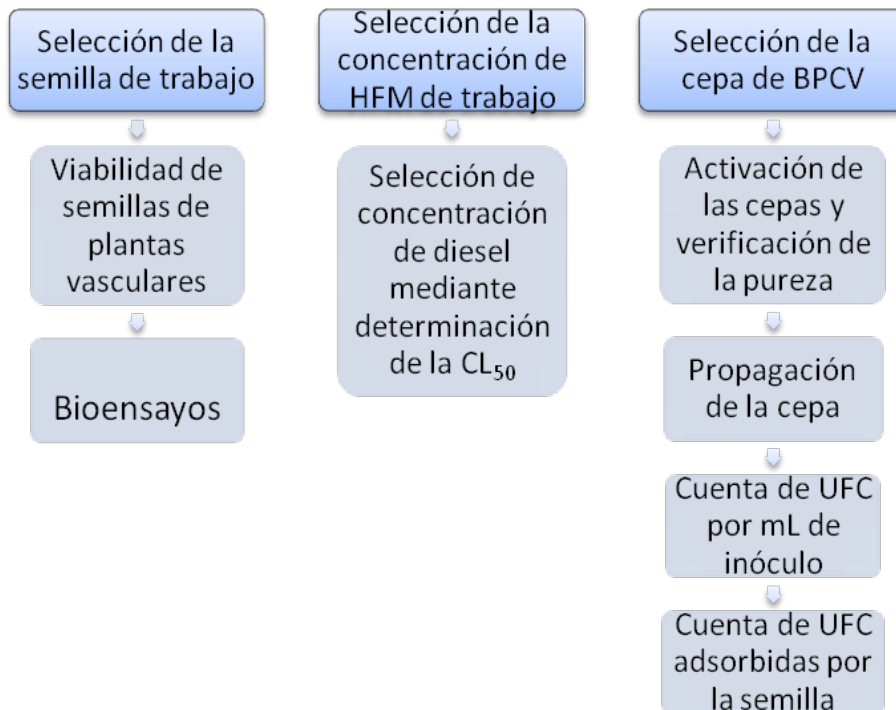 Selección de la
semilla de trabajo
Viabilidad de
semillas de
plantas
vasculares
Bioensayos
Selección de la
concentración de
HFM de trabajo
Selección de
concentración
de diesel
mediante
determinación
de la CL50
Selección de la
cepa de BPCV
Activación de
las cepas y
verificación de
la pureza
Propagación
de la cepa
Cuenta de UFC
por mL de
inóculo
Cuenta de UFC
adsorbidas por
la semilla